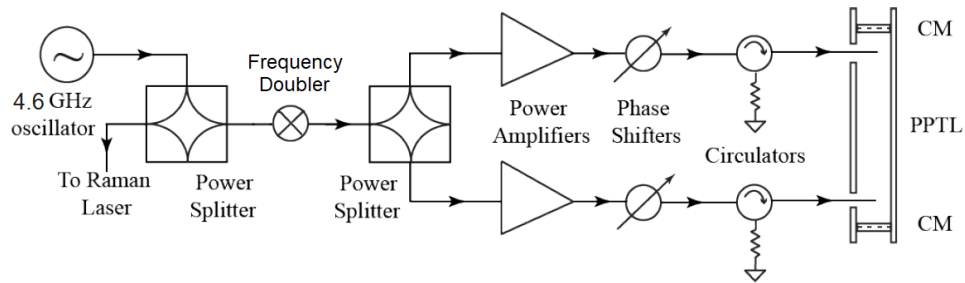 4.6 GHz
oscillator
To Raman
Laser
Power
Splitter
Frequency
Doubler
Power
Splitter
Power
Amplifiers
Phase
Shifters
Circulators
CM
PPTL
CM